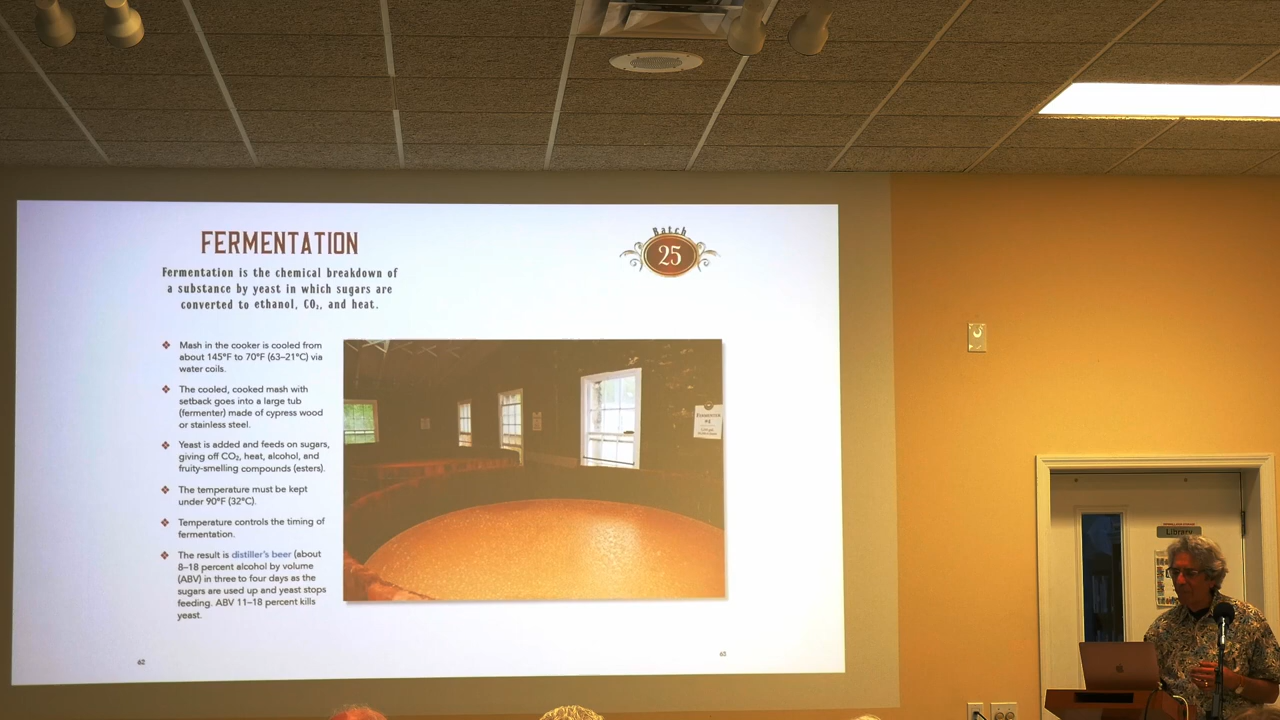 FERMENTATION
Fermentation is the chemical breakdown of
a substance by yeast in which sugars are
converted to ethanol, CO₂, and heat.
Batch
25
❖ Mash in the cooker is cooled from
about 145°F to 70°F (63–21°C) via
water coils.
❖ The cooled, cooked mash with
setback goes into a large tub
(fermenter) made of cypress wood
or stainless steel.
❖ Yeast is added and feeds on sugars,
giving off CO₂, heat, alcohol, and
fruity-smelling compounds (esters).
❖ The temperature must be kept
under 90°F (32°C).
❖ Temperature controls the timing of
fermentation.
❖ The result is distiller's beer (about
8–18 percent alcohol by volume
(ABV) in three to four days as the
sugars are used up and yeast stops
feeding. ABV 11–18 percent kills
yeast.
FERMENTER
62
Library